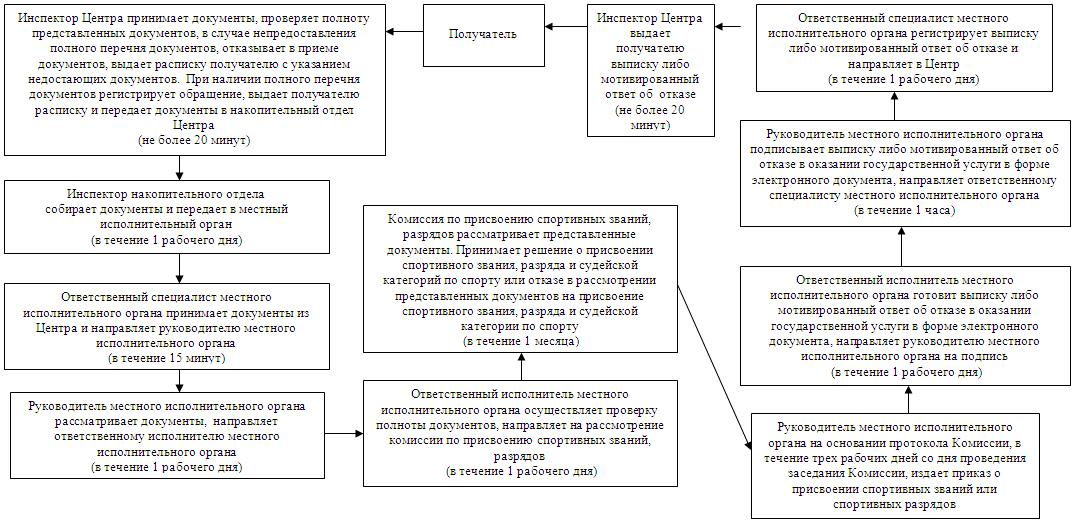 Инспектор Центра принимает документы, проверяет полноту
представленных документов, в случае непредоставления
полного перечня документов, отказывает в приеме
документов, выдает расписку получателю с указанием
недостающих документов. При наличии полного перечня
документов регистрирует обращение, выдает получателю
расписку и передает документы в накопительный отдел
Центра
(не более 20 минут)
Получатель
Инспектор Центра
выдает
получателю
выписку либо
мотивированный
ответ об отказе
(не более 20
минут)
Ответственный специалист местного
исполнительного органа регистрирует выписку
либо мотивированный ответ об отказе и
направляет в Центр
(в течение 1 рабочего дня)
Руководитель местного исполнительного органа
подписывает выписку либо мотивированный ответ об
отказе в оказании государственной услуги в форме
электронного документа, направляет ответственному
специалисту местного исполнительного органа
(в течение 1 часа)
Инспектор накопительного отдела
собирает документы и передает в местный
исполнительный орган
(в течение 1 рабочего дня)
Комиссия по присвоению спортивных званий,
разрядов рассматривает представленные
документы. Принимает решение о присвоении
спортивного звания, разряда и судейской
категорий по спорту или отказе в рассмотрении
представленных документов на присвоение
спортивного звания, разряда и судейской
категории по спорту
(в течение 1 месяца)
Ответственный исполнитель местного
исполнительного органа готовит выписку либо
мотивированный ответ об отказе в оказании
государственной услуги в форме электронного
документа, направляет руководителю местного
исполнительного органа на подпись
(в течение 1 рабочего дня)
Ответственный специалист местного
исполнительного органа принимает документы из
Центра и направляет руководителю местного
исполнительного органа
(в течение 15 минут)
Руководитель местного исполнительного органа
рассматривает документы, направляет
ответственному исполнителю местного
исполнительного органа
(в течение 1 рабочего дня)
Ответственный исполнитель местного
исполнительного органа осуществляет проверку
полноты документов, направляет на рассмотрение
комиссии по присвоению спортивных званий,
разрядов
(в течение 1 рабочего дня)
Руководитель местного исполнительного
органа на основании протокола Комиссии, в
течение трех рабочих дней со дня проведения
заседания Комиссии, издает приказ о
присвоении спортивных званий или
спортивных разрядов